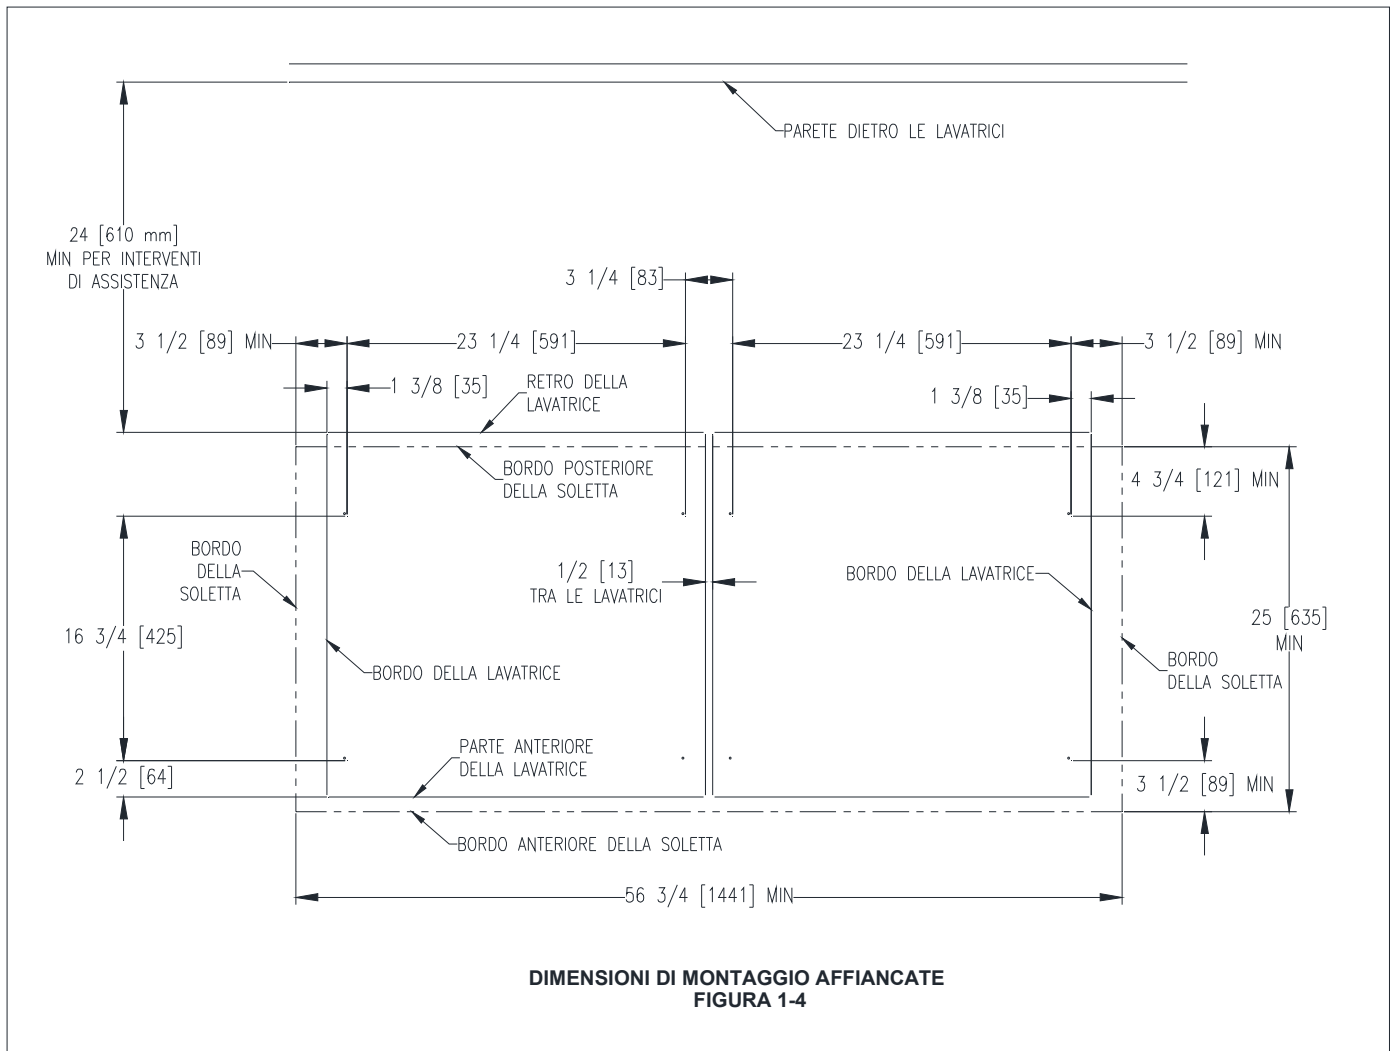 PARETE DIETRO LE LAVATRICI
24 [610 mm]
MIN PER INTERVENTI
DI ASSISTENZA
3 1/4 [83]
3 1/2 [89] MIN
23 1/4 [591]
23 1/4 [591]
3 1/2 [89] MIN
1 3/8 [35]
RETRO DELLA
LAVATRICE
1 3/8 [35]
BORDO POSTERIORE
DELLA SOLETTA
4 3/4 [121] MIN
BORDO
DELLA
SOLETTA
1/2 [13]
TRA LE LAVATRICI
BORDO DELLA LAVATRICE
16 3/4 [425]
25 [635]
MIN
BORDO DELLA LAVATRICE
BORDO
DELLA SOLETTA
PARTE ANTERIORE
DELLA LAVATRICE
2 1/2 [64]
3 1/2 [89] MIN
BORDO ANTERIORE DELLA SOLETTA
56 3/4 [1441] MIN
DIMENSIONI DI MONTAGGIO AFFIANCATE
FIGURA 1-4